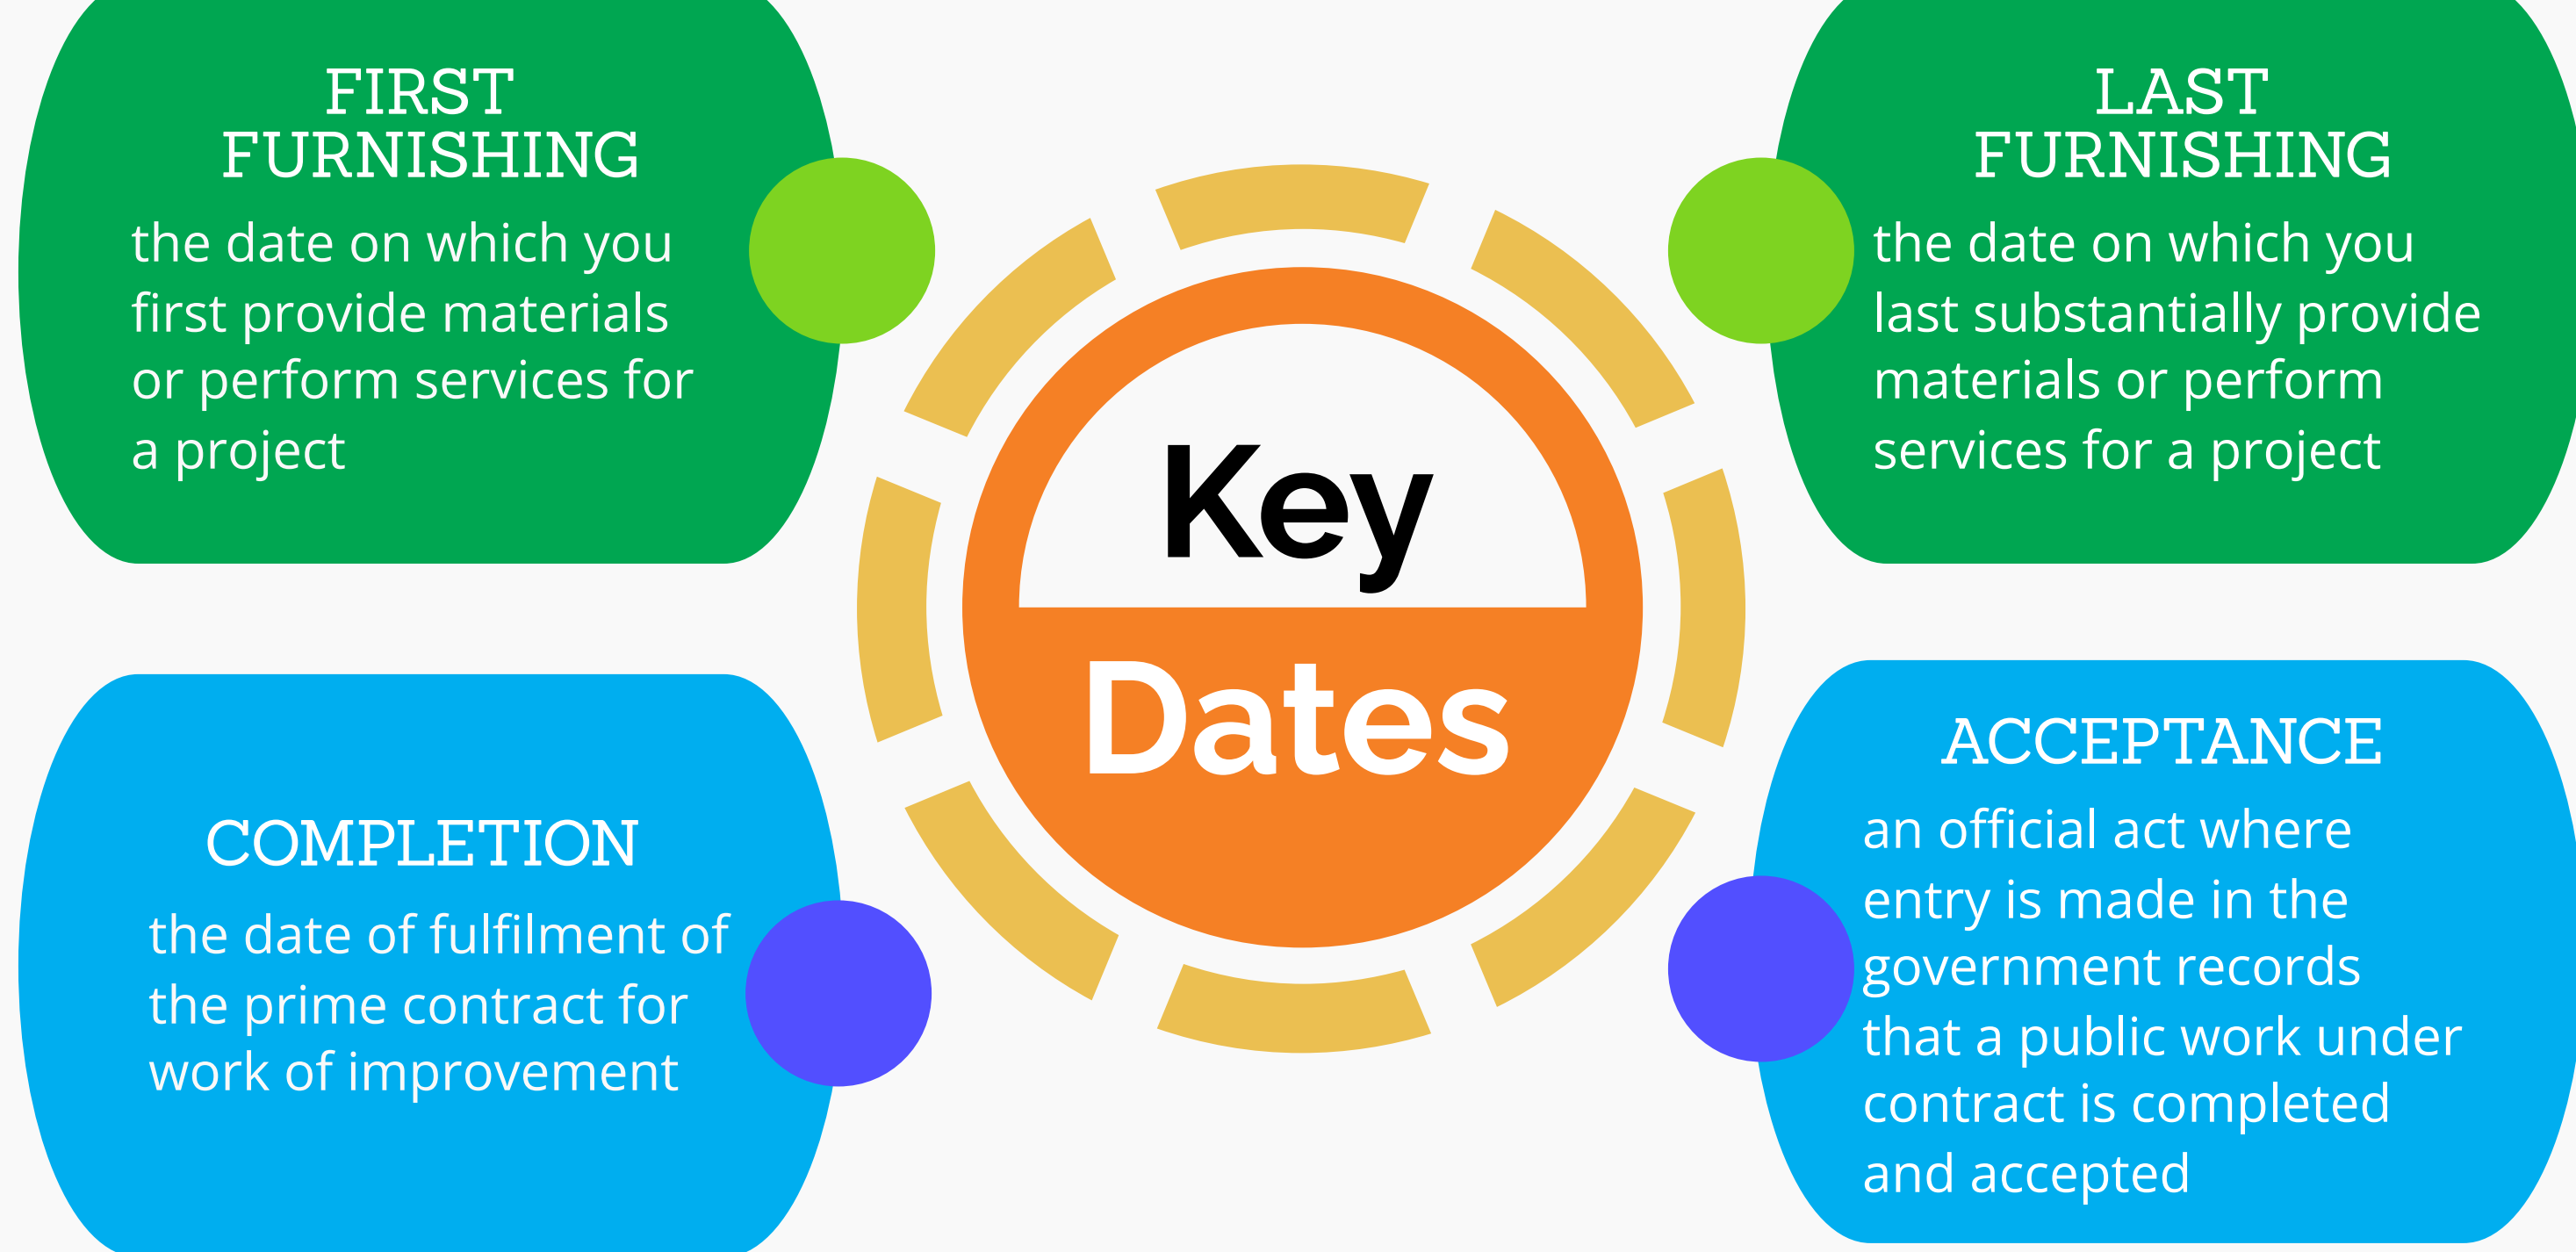 FIRST
FURNISHING
the date on which you
first provide materials
or perform services for
a project
LAST
FURNISHING
the date on which you
last substantially provide
materials or perform
services for a project
Key
Dates
COMPLETION
the date of fulfilment of
the prime contract for
work of improvement
ACCEPTANCE
an official act where
entry is made in the
government records
that a public work under
contract is completed
and accepted